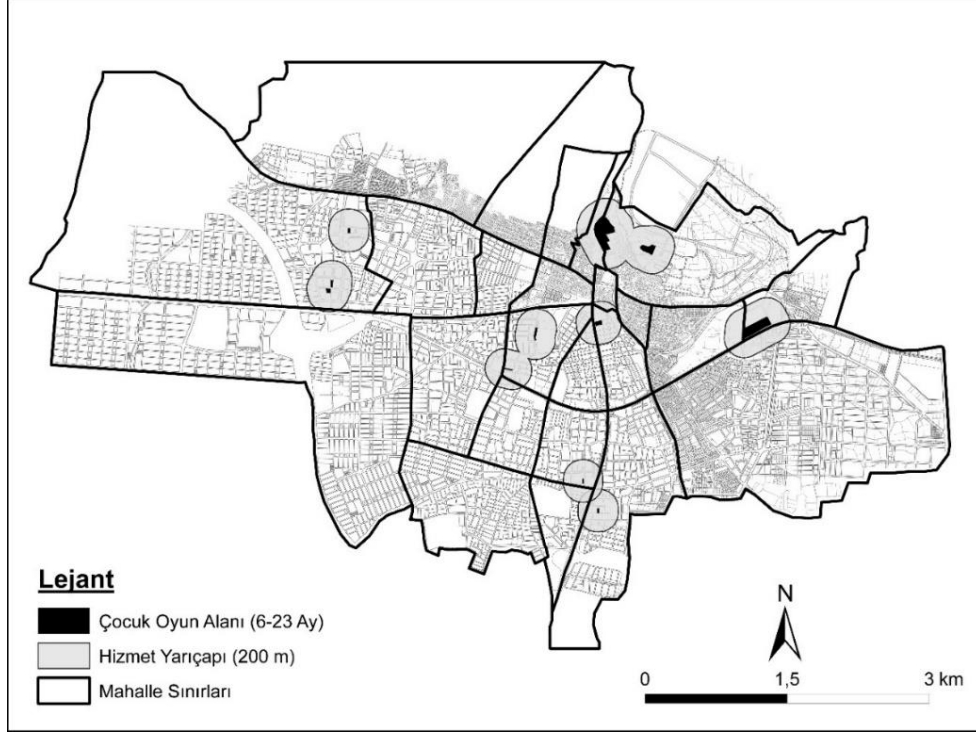 Lejant
Çocuk Oyun Alanı (6-23 Ay)
Hizmet Yarıçapı (200 m)
Mahalle Sınırları
N
0 1,5 3 km